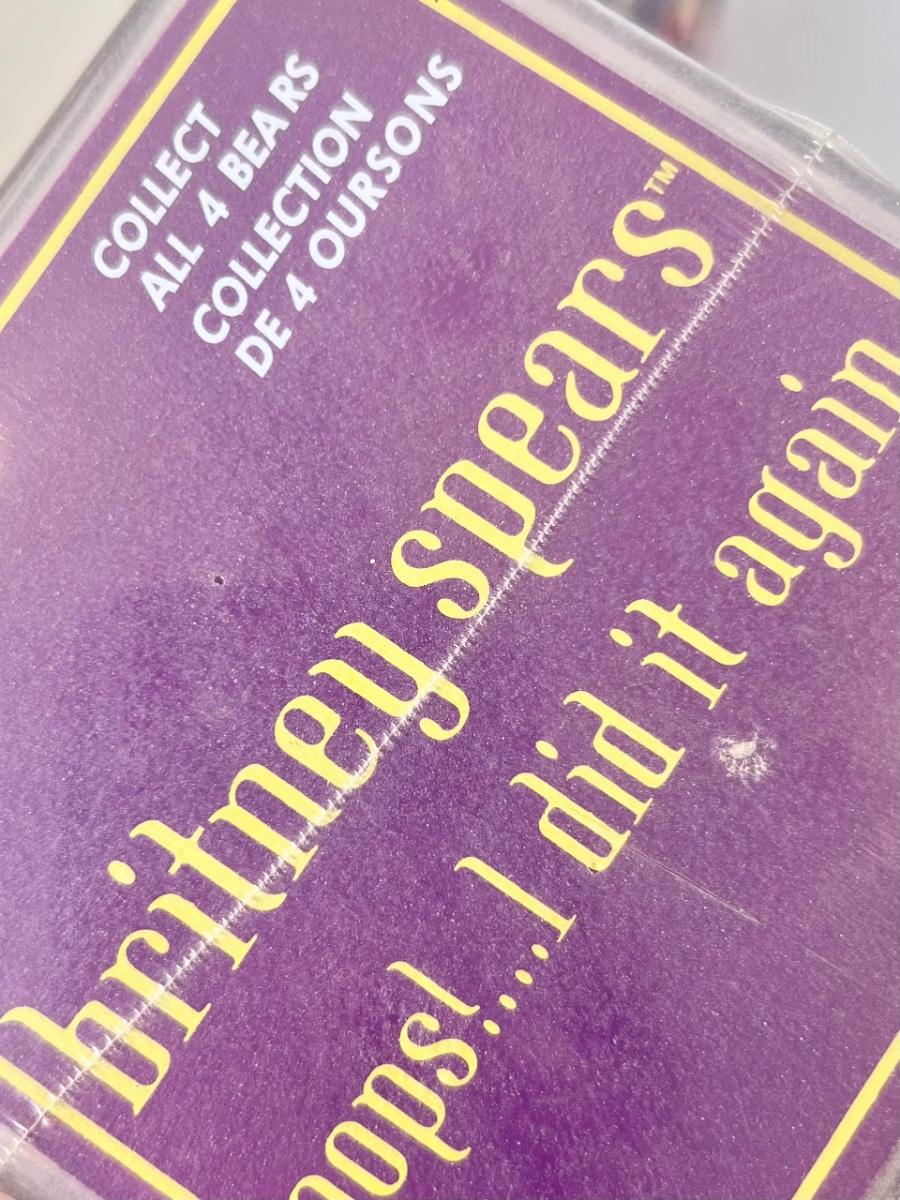 COLLECT
ALL 4 BEARS
COLLECTION
DE 4 OURSONS
britney spears™
oops!...I did it again